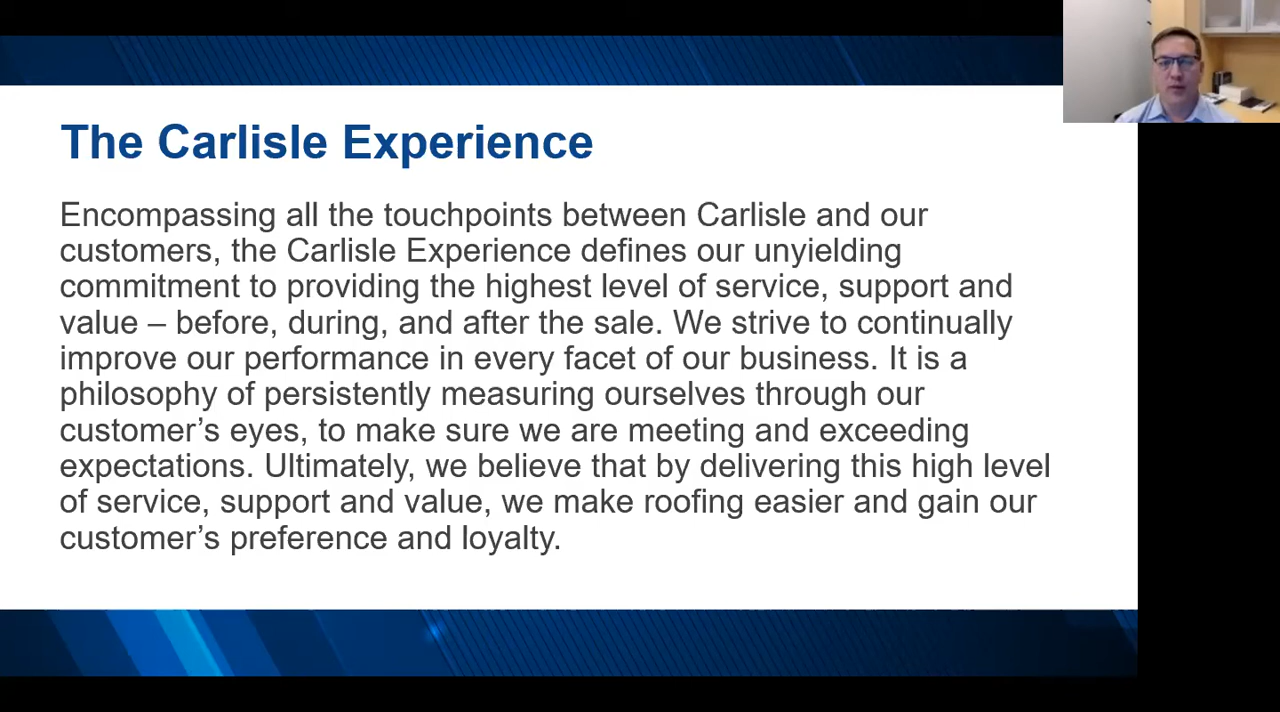 The Carlisle Experience
Encompassing all the touchpoints between Carlisle and our
customers, the Carlisle Experience defines our unyielding
commitment to providing the highest level of service, support and
value – before, during, and after the sale. We strive to continually
improve our performance in every facet of our business. It is a
philosophy of persistently measuring ourselves through our
customer’s eyes, to make sure we are meeting and exceeding
expectations. Ultimately, we believe that by delivering this high level
of service, support and value, we make roofing easier and gain our
customer’s preference and loyalty.